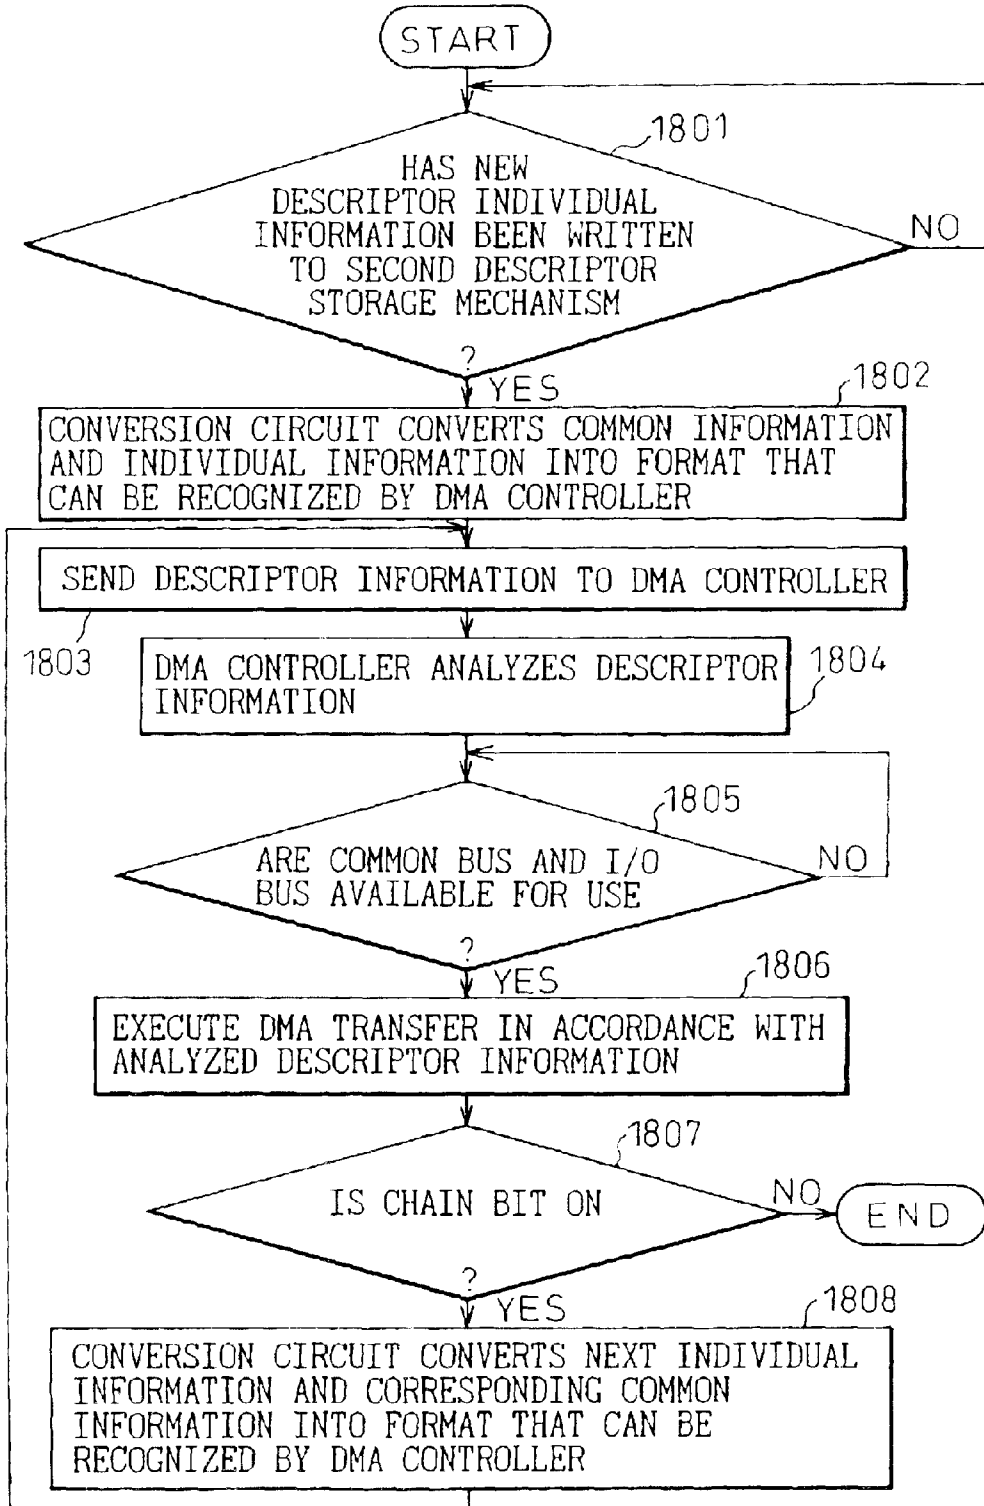 START
1801
HAS NEW
DESCRIPTOR INDIVIDUAL
INFORMATION BEEN WRITTEN
TO SECOND DESCRIPTOR
STORAGE MECHANISM
?
NO
YES
1802
CONVERSION CIRCUIT CONVERTS COMMON INFORMATION
AND INDIVIDUAL INFORMATION INTO FORMAT THAT
CAN BE RECOGNIZED BY DMA CONTROLLER
SEND DESCRIPTOR INFORMATION TO DMA CONTROLLER
1803
DMA CONTROLLER ANALYZES DESCRIPTOR
INFORMATION
1804
1805
ARE COMMON BUS AND I/O
BUS AVAILABLE FOR USE
?
NO
YES
1806
EXECUTE DMA TRANSFER IN ACCORDANCE WITH
ANALYZED DESCRIPTOR INFORMATION
1807
IS CHAIN BIT ON
?
NO
END
YES
1808
CONVERSION CIRCUIT CONVERTS NEXT INDIVIDUAL
INFORMATION AND CORRESPONDING COMMON
INFORMATION INTO FORMAT THAT CAN BE
RECOGNIZED BY DMA CONTROLLER